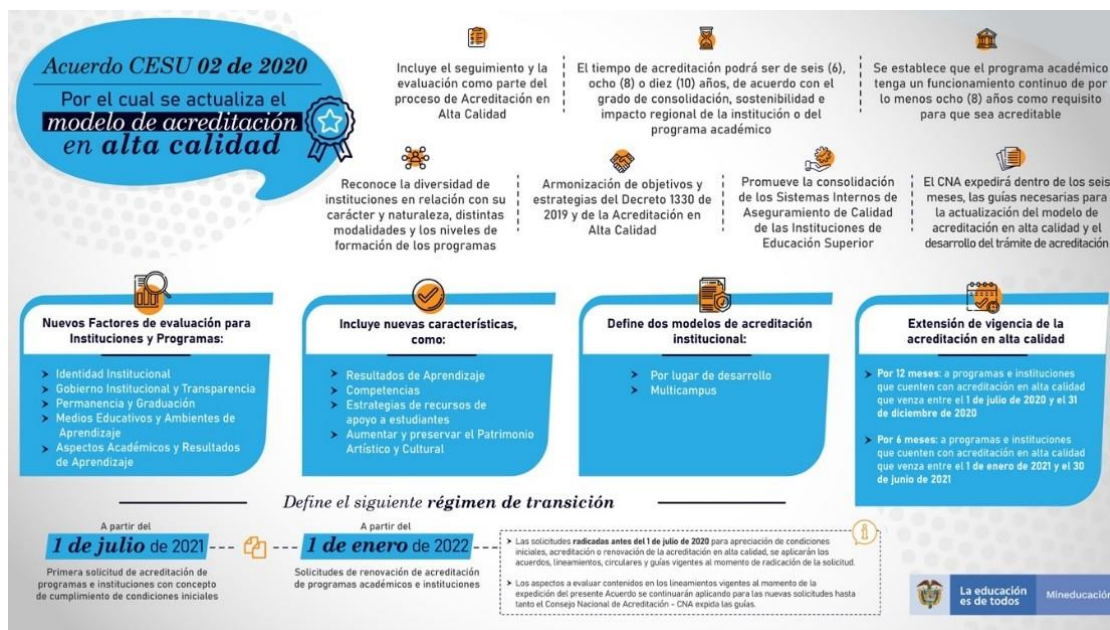 Acuerdo CESU 02 de 2020
Por el cual se actualiza el
modelo de acreditación
en alta calidad
Incluye el seguimiento y la
evaluación como parte del
proceso de Acreditación en
Alta Calidad
El tiempo de acreditación podrá ser de seis (6),
ocho (8) o diez (10) años, de acuerdo con el
grado de consolidación, sostenibilidad e
impacto regional de la institución o del
programa académico
Se establece que el programa académico
tenga un funcionamiento continuo de por
lo menos ocho (8) años como requisito
para que sea acreditable
Reconoce la diversidad de
instituciones en relación con su
carácter y naturaleza, distintas
modalidades y los niveles de
formación de los programas
Armonización de objetivos y
estrategias del Decreto 1330 de
2019 y de la Acreditación en
Alta Calidad
Promueve la consolidación
de los Sistemas Internos de
Aseguramiento de Calidad
de las Instituciones de
Educación Superior
El CNA expedirá dentro de los seis
meses, las guías necesarias para
la actualización del modelo de
acreditación en alta calidad y el
desarrollo del trámite de acreditación
Nuevos Factores de evaluación para
Instituciones y Programas:
➤ Identidad Institucional
➤ Gobierno Institucional y Transparencia
➤ Permanencia y Graduación
➤ Medios Educativos y Ambientes de
Aprendizaje
➤ Aspectos Académicos y Resultados
de Aprendizaje
Incluye nuevas características,
como:
➤ Resultados de Aprendizaje
➤ Competencias
➤ Estrategias de recursos de
apoyo a estudiantes
➤ Aumentar y preservar el Patrimonio
Artístico y Cultural
Define dos modelos de acreditación
institucional:
➤ Por lugar de desarrollo
➤ Multicampus
Extensión de vigencia de la
acreditación en alta calidad
➤ Por 12 meses: a programas e instituciones
que cuenten con acreditación en alta calidad
que venza entre el 1 de julio de 2020 y el 31
de diciembre de 2020
➤ Por 6 meses: a programas e instituciones
que cuenten con acreditación en alta calidad
que venza entre el 1 de enero de 2021 y el 30
de junio de 2021
Define el siguiente régimen de transición
A partir del
1 de julio de 2021
Primera solicitud de acreditación de
programas e instituciones con concepto
de cumplimiento de condiciones iniciales
A partir del
1 de enero de 2022
Solicitudes de renovación de acreditación
de programas académicos e instituciones
➤ Las solicitudes radicadas antes del 1 de julio de 2020 para apreciación de condiciones
iniciales, acreditación o renovación de la acreditación en alta calidad, se aplicarán los
acuerdos, lineamientos, circulares y guías vigentes al momento de radicación de la solicitud.
➤ Los aspectos a evaluar contenidos en los lineamientos vigentes al momento de la
expedición del presente Acuerdo se continuarán aplicando para las nuevas solicitudes hasta
tanto el Consejo Nacional de Acreditación - CNA expida las guías.
La educación
es de todos
Mineducación